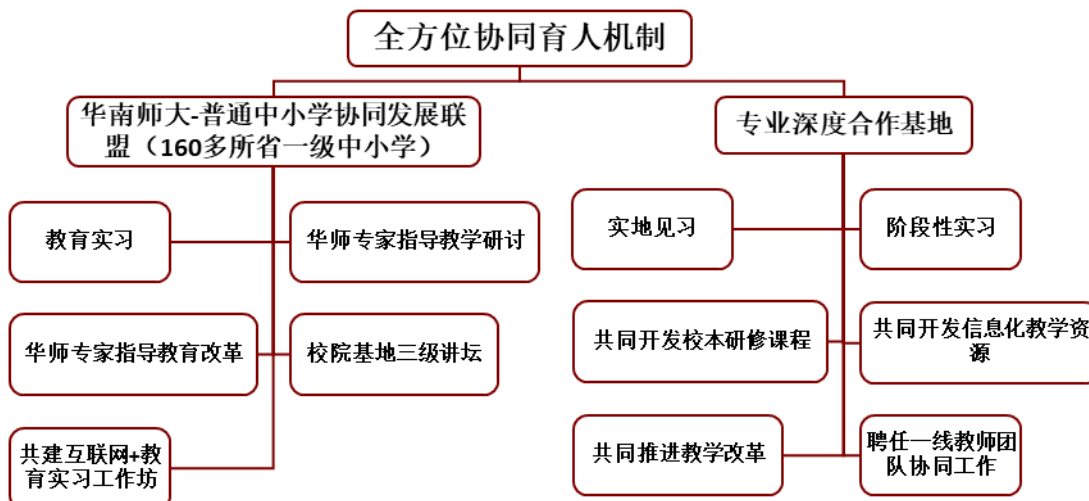 全方位协同育人机制
华南师大-普通中小学协同发展联
盟（160多所省一级中小学）
专业深度合作基地
教育实习
华师专家指导教学研讨
实地见习
阶段性实习
华师专家指导教育改革
校院基地三级讲坛
共同开发校本研修课程
共同开发信息化教学资
源
共建互联网+教
育实习工作坊
共同推进教学改革
聘任一线教师团
队协同工作